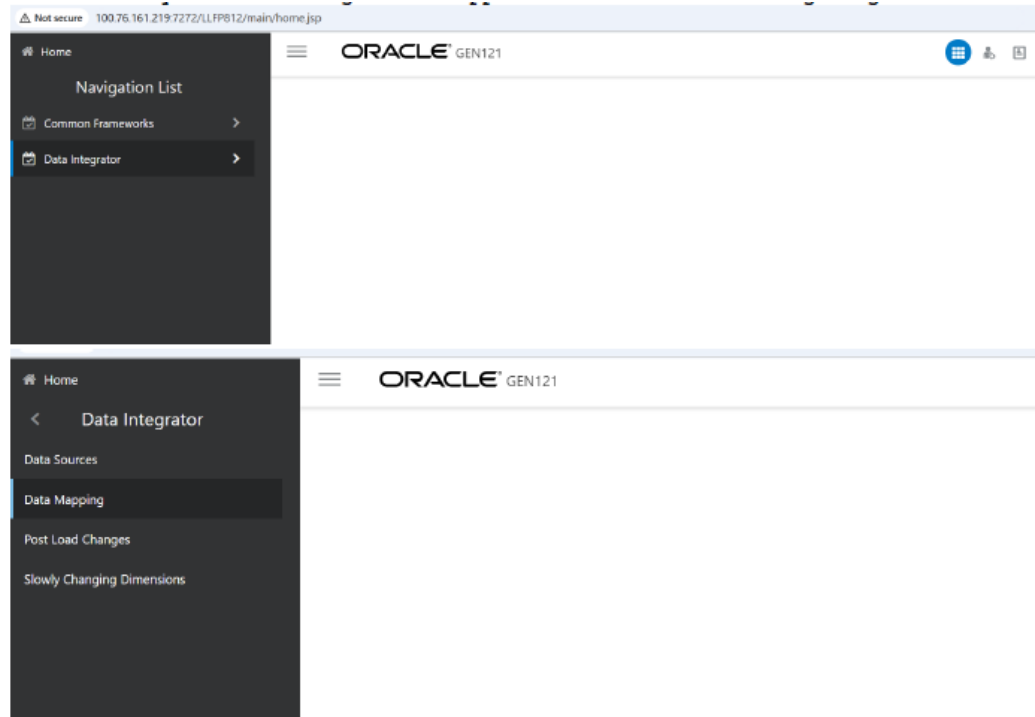 Not secure 100.76.161.219:7272/LLFP812/main/home.jsp
Home
ORACLE® GEN121
Navigation List
Common Frameworks
Data Integrator
Home
ORACLE® GEN121
Data Integrator
Data Sources
Data Mapping
Post Load Changes
Slowly Changing Dimensions